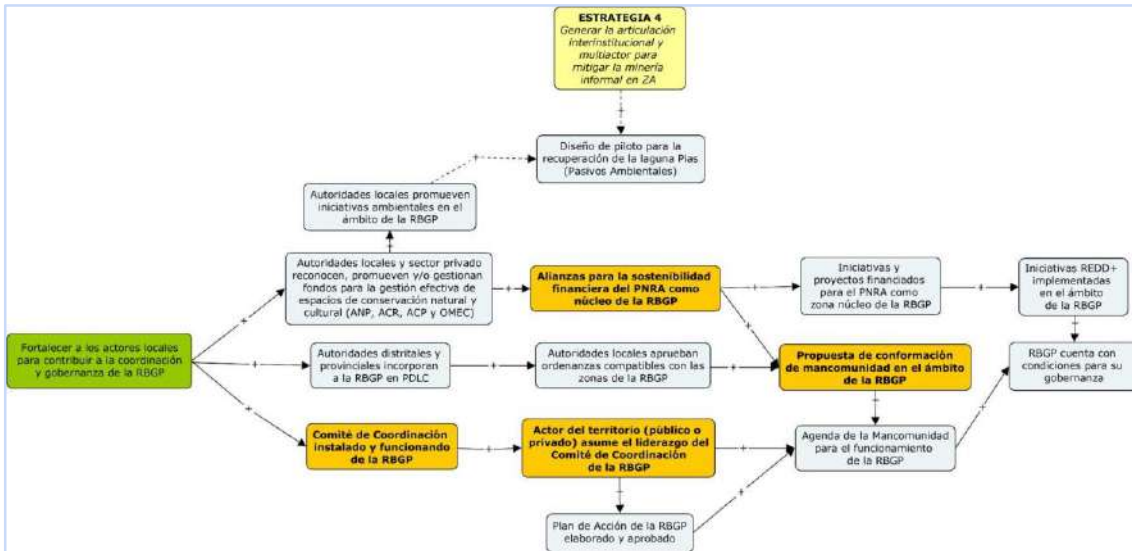 ESTRATEGIA 4
Generar la articulación
interinstitucional y
multiactor para
mitigar la minería
informal en ZA
Diseño de piloto para la
recuperación de la laguna Pias
(Pasivos Ambientales)
Autoridades locales promueven
iniciativas ambientales en el
ámbito de la RBGP
Autoridades locales y sector privado
reconocen, promueven y/o gestionan
fondos para la gestión efectiva de
espacios de conservación natural y
cultural (ANP, ACR, ACP y OMEC)
Alianzas para la sostenibilidad
financiera del PNRA como
núcleo de la RBGP
Iniciativas y
proyectos financiados
para el PNRA como
zona núcleo de la RBGP
Iniciativas REDD+
implementadas
en el ámbito
de la RBGP
Fortalecer a los actores locales
para contribuir a la coordinación
y gobernanza de la RBGP
Autoridades distritales y
provinciales incorporan
a la RBGP en PDLC
Autoridades locales aprueban
ordenanzas compatibles con las
zonas de la RBGP
Propuesta de conformación
de mancomunidad en el ámbito
de la RBGP
RBGP cuenta con
condiciones para su
gobernanza
Comité de Coordinación
instalado y funcionando
de la RBGP
Actor del territorio (público o
privado) asume el liderazgo del
Comité de Coordinación
de la RBGP
Agenda de la Mancomunidad
para el funcionamiento
de la RBGP
Plan de Acción de la RBGP
elaborado y aprobado